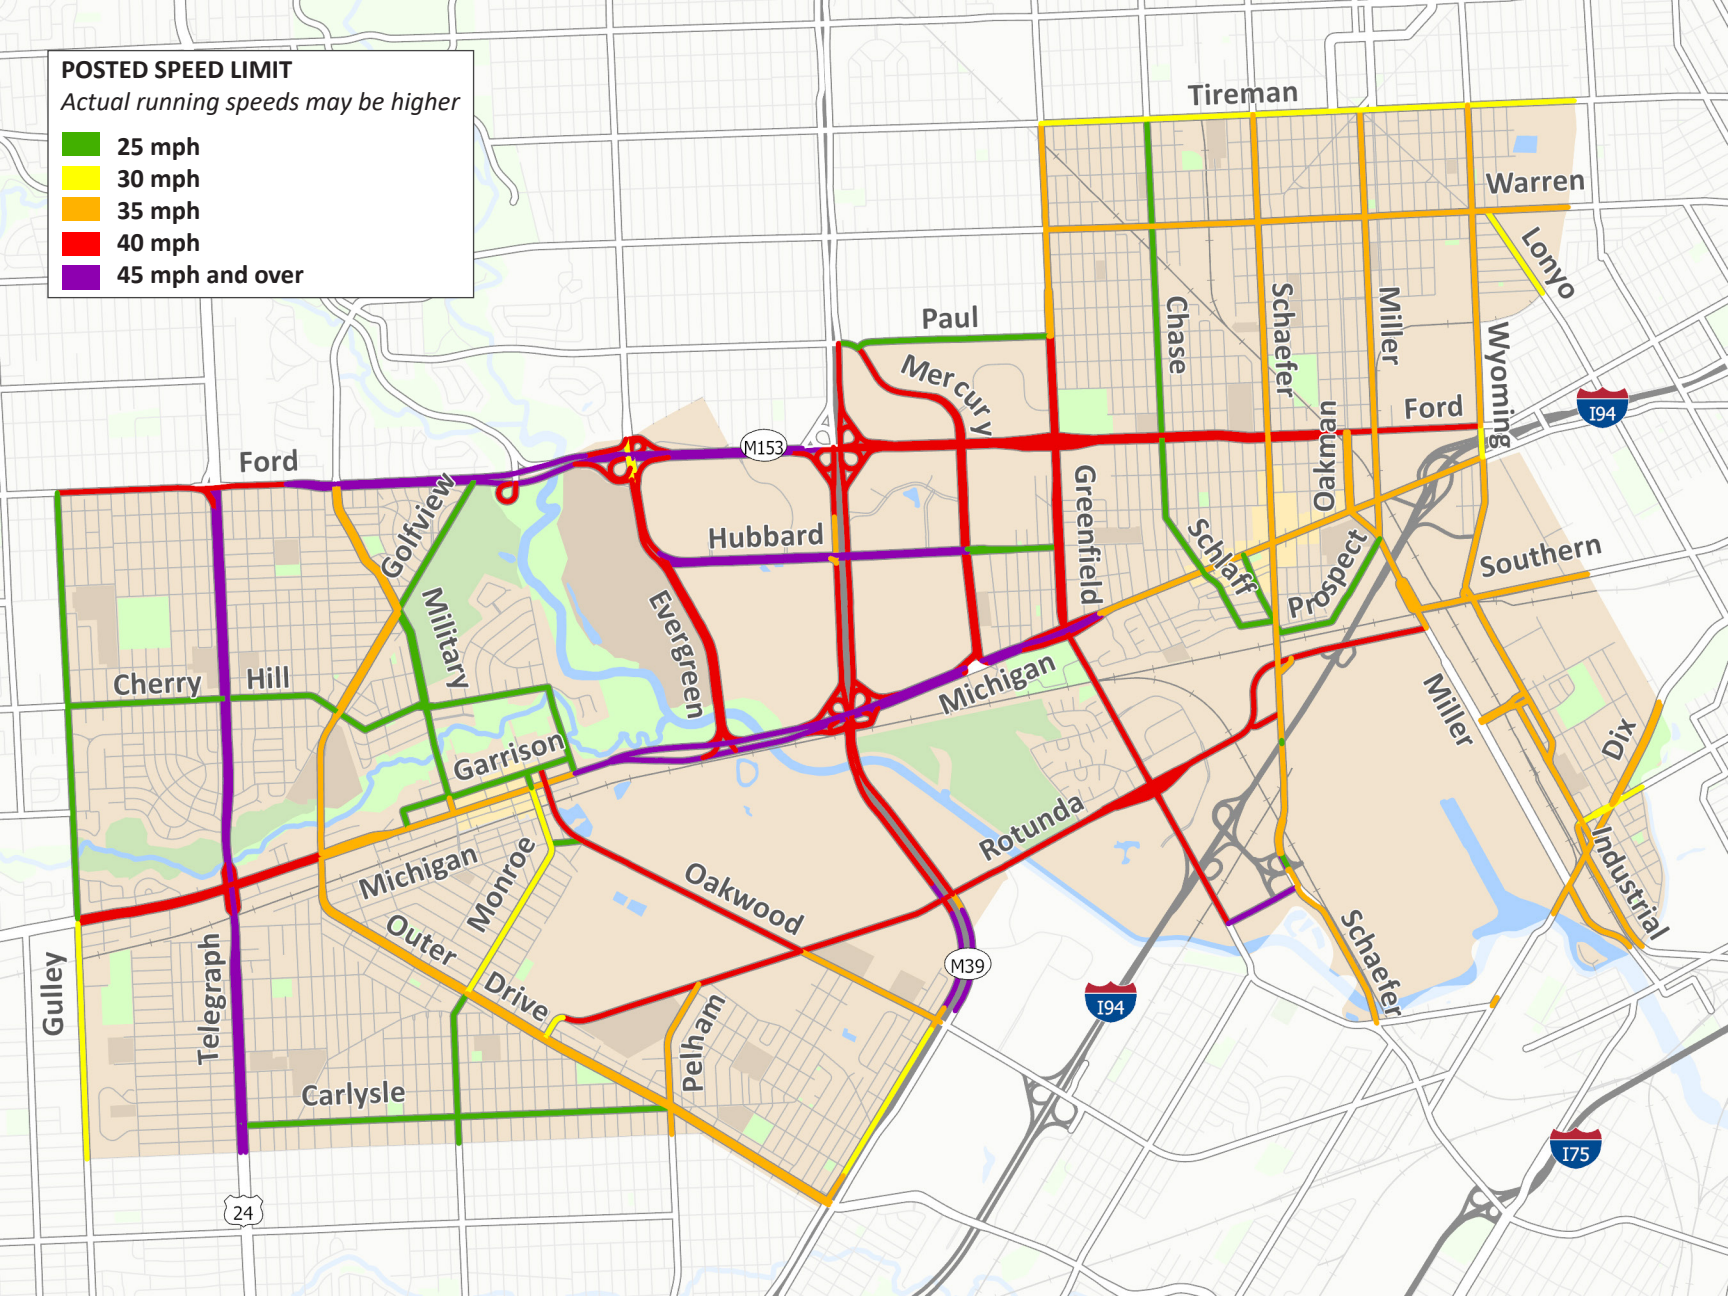 POSTED SPEED LIMIT
Actual running speeds may be higher
25 mph
30 mph
35 mph
40 mph
45 mph and over
Tireman
Warren
Lonyo
Chase
Schaefer
Miller
Wyoming
Paul
Mercury
Oakman
Ford
I94
M153
Ford
Golfview
Greenfield
Hubbard
Schlaff
Prospect
Southern
Military
Evergreen
Cherry
Hill
Michigan
Miller
Dix
Garrison
Rotunda
Industrial
Michigan
Monroe
Oakwood
Outer
Drive
Schaefer
Gulley
Telegraph
M39
I94
Pelham
Carlysle
I75
24